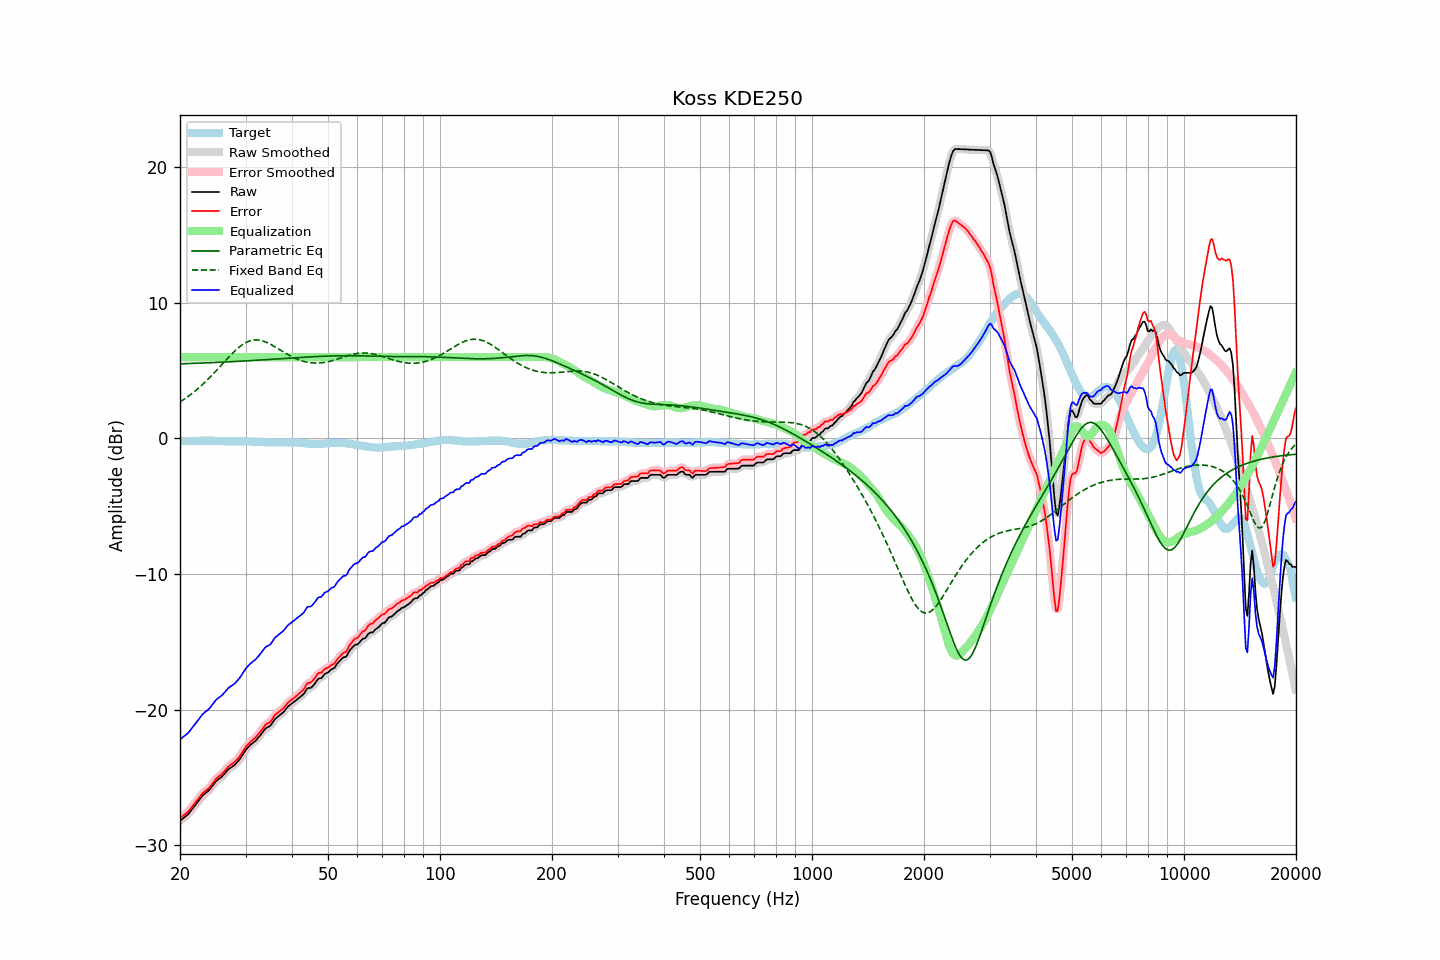 Koss KDE250
Target
Raw Smoothed
Error Smoothed
Raw
Error
Equalization
Parametric Eq
Fixed Band Eq
Equalized
20
10
0
−10
−20
−30
Amplitude (dBr)
20
50
100
200
500
1000
2000
5000
10000
20000
Frequency (Hz)